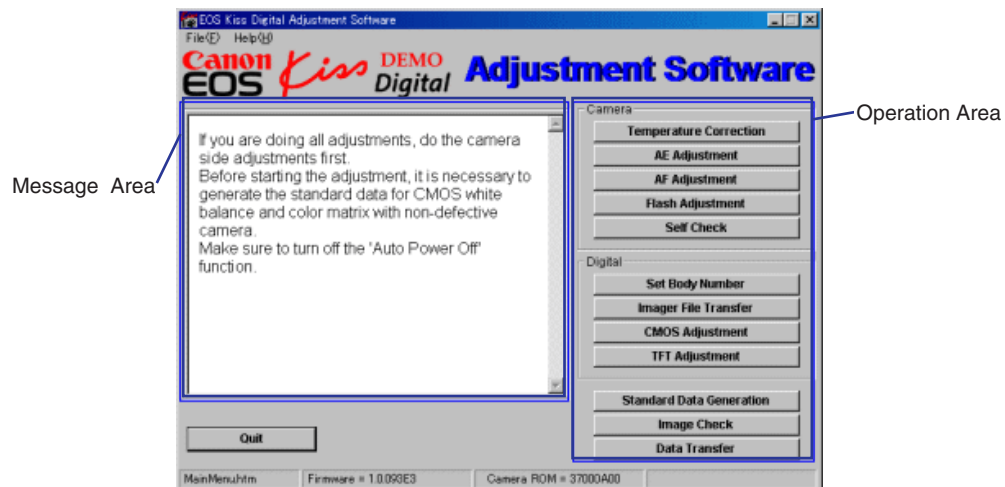 EOS Kiss Digital Adjustment Software
File(F) Help(H)
Canon
EOS Kiss DEMO Digital Adjustment Software
Message Area
If you are doing all adjustments, do the camera
side adjustments first.
Before starting the adjustment, it is necessary to
generate the standard data for CMOS white
balance and color matrix with non-defective
camera.
Make sure to turn off the 'Auto Power Off'
function.
Quit
Operation Area
Camera
Temperature Correction
AE Adjustment
AF Adjustment
Flash Adjustment
Self Check
Digital
Set Body Number
Imager File Transfer
CMOS Adjustment
TFT Adjustment
Standard Data Generation
Image Check
Data Transfer
MainMenu.htm Firmware = 1.0.093E3 Camera ROM = 37000A00